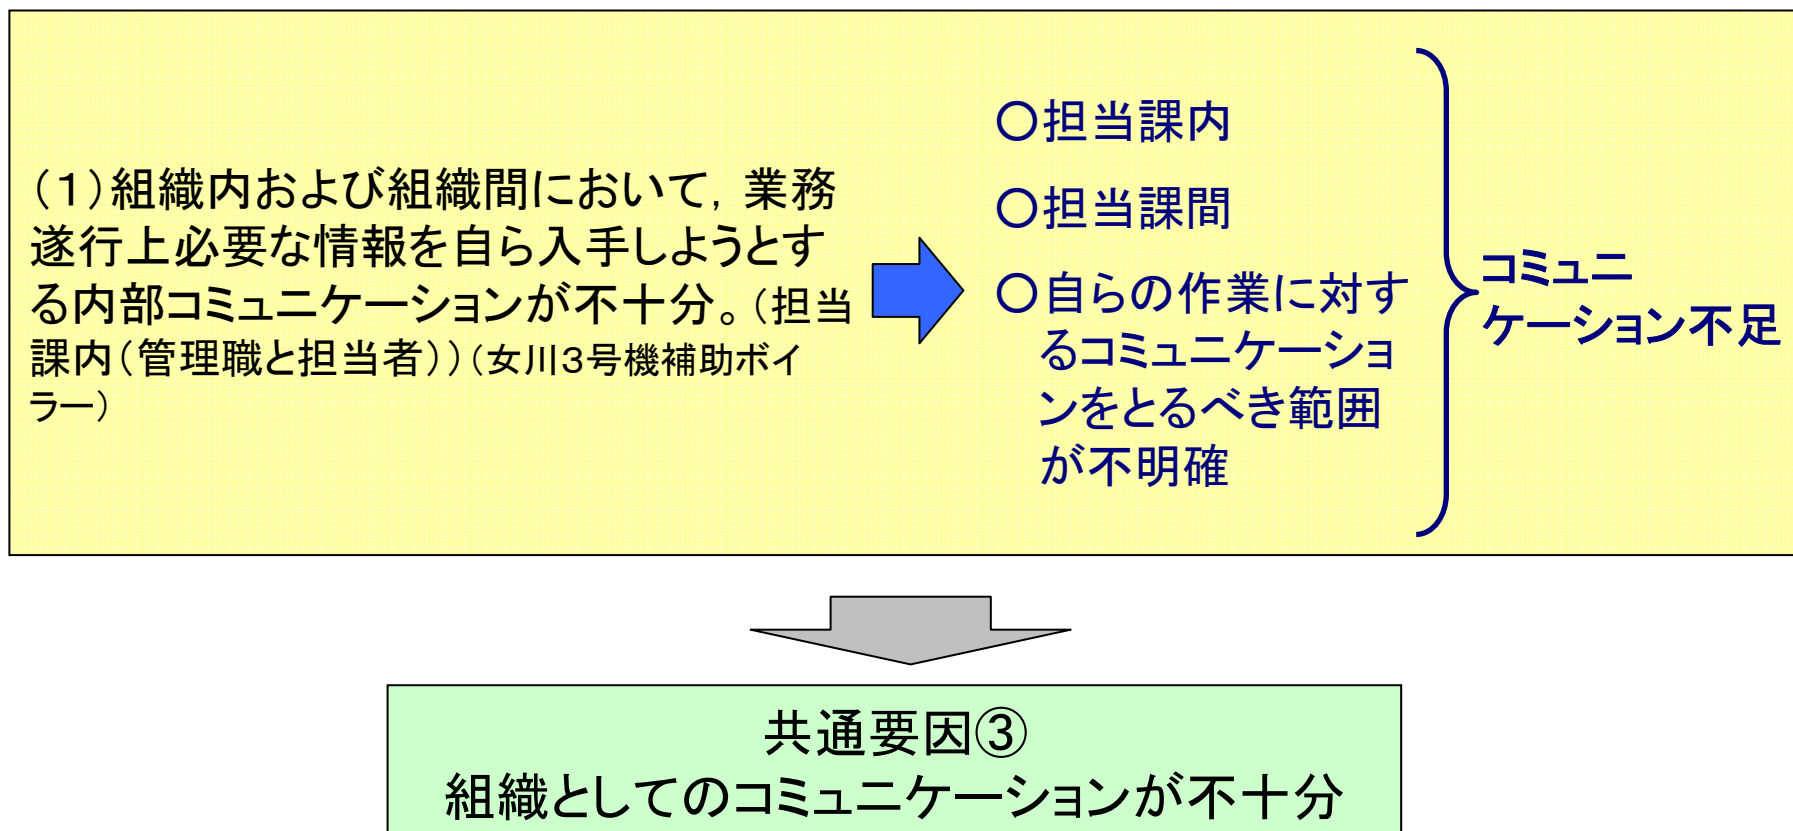 （１）組織内および組織間において，業務
遂行上必要な情報を自ら入手しようとす
る内部コミュニケーションが不十分。（担当
課内（管理職と担当者））（女川３号機補助ボイ
ラー）
○担当課内
○担当課間
○自らの作業に対す
るコミュニケーショ
ンをとるべき範囲
が不明確
コミュニ
ケーション不足
共通要因③
組織としてのコミュニケーションが不十分